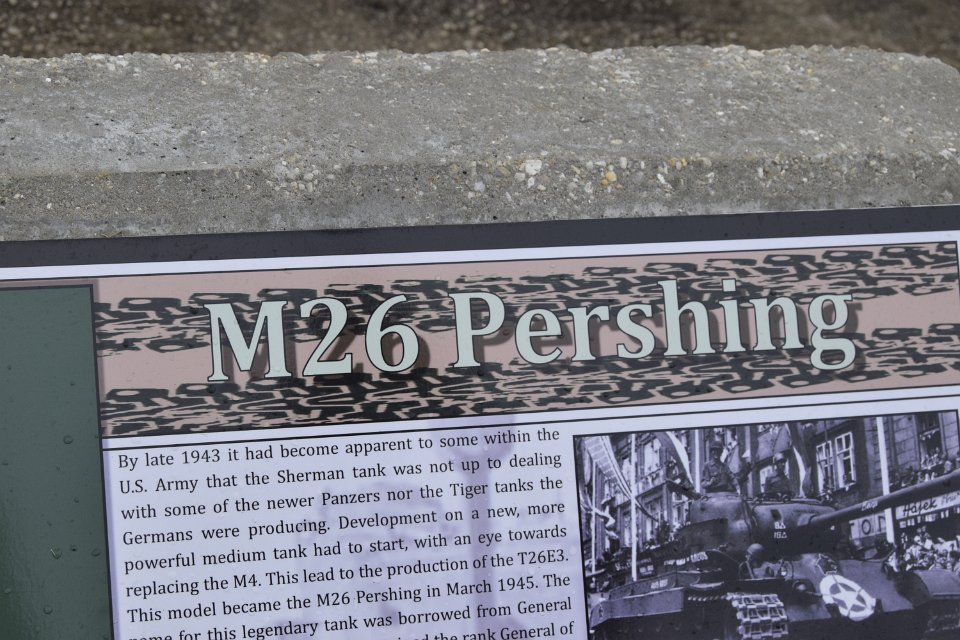 M26 Pershing
By late 1943 it had become apparent to some within the
U.S. Army that the Sherman tank was not up to dealing
with some of the newer Panzers nor the Tiger tanks the
Germans were producing. Development on a new, more
powerful medium tank had to start, with an eye towards
replacing the M4. This lead to the production of the T26E3.
This model became the M26 Pershing in March 1945. The
name for this legendary tank was borrowed from General
the rank General of